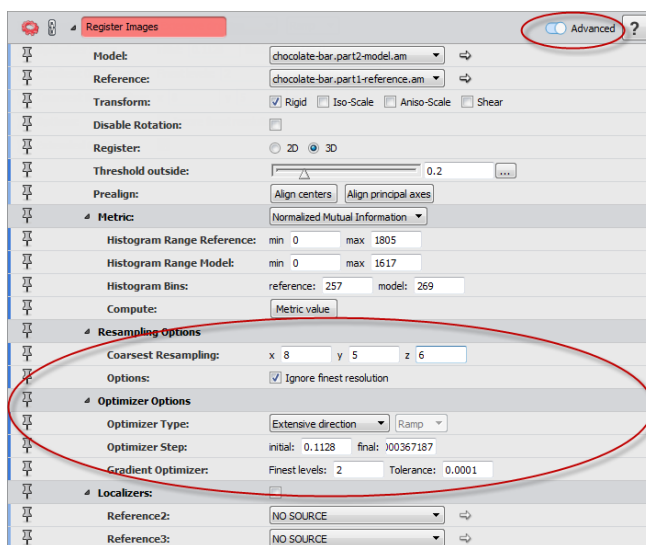 Register Images Advanced ?
Model: chocolate-bar.part2-model.am
Reference: chocolate-bar.part1-reference.am
Transform: Rigid Iso-Scale Aniso-Scale Shear
Disable Rotation:
Register: 2D 3D
Threshold outside: 0.2 ...
Prealign: Align centers Align principal axes
Metric: Normalized Mutual Information
Histogram Range Reference: min 0 max 1805
Histogram Range Model: min 0 max 1617
Histogram Bins: reference: 257 model: 269
Compute: Metric value
Resampling Options
Coarsest Resampling: x 8 y 5 z 6
Options: Ignore finest resolution
Optimizer Options
Optimizer Type: Extensive direction Ramp
Optimizer Step: initial: 0.1128 final: 000367187
Gradient Optimizer: Finest levels: 2 Tolerance: 0.0001
Localizers:
Reference2: NO SOURCE
Reference3: NO SOURCE